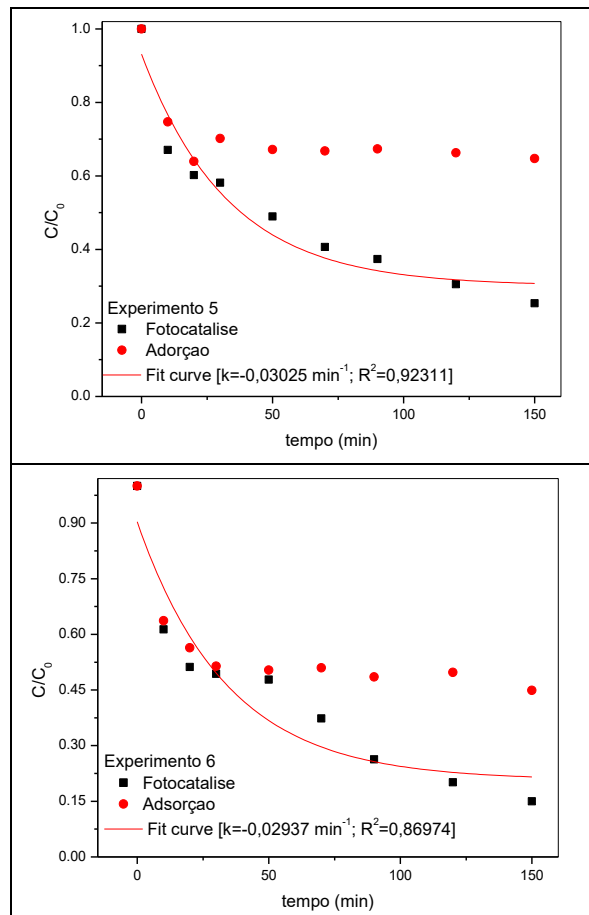 1.0
0.8
0.6
0.4
0.2
0.0
C/C₀
Experimento 5
Fotocatalise
Adorçao
Fit curve [k=-0,03025 min⁻¹; R²=0,92311]
0 50 100 150
tempo (min)
0.90
0.75
0.60
0.45
0.30
0.15
0.00
C/C₀
Experimento 6
Fotocatalise
Adsorçao
Fit curve [k=-0,02937 min⁻¹; R²=0,86974]
0 50 100 150
tempo (min)